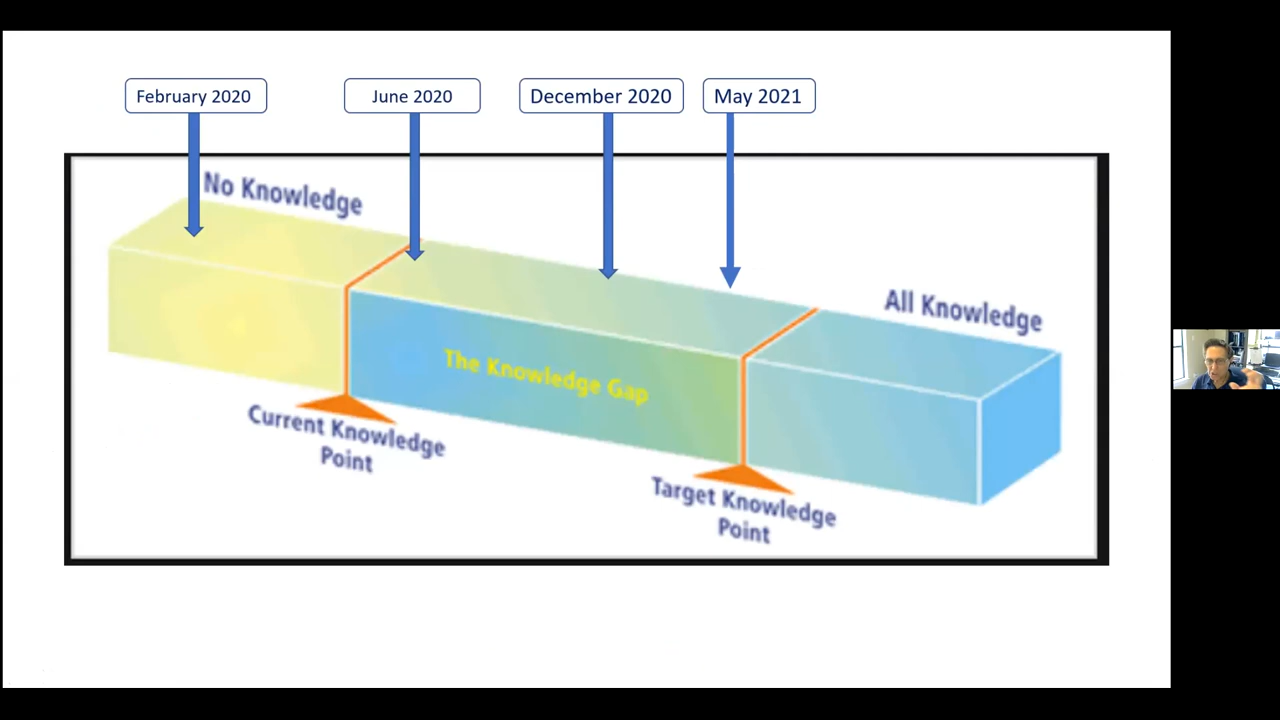 February 2020
June 2020
December 2020
May 2021
No Knowledge
All Knowledge
The Knowledge Gap
Current Knowledge
Point
Target Knowledge
Point